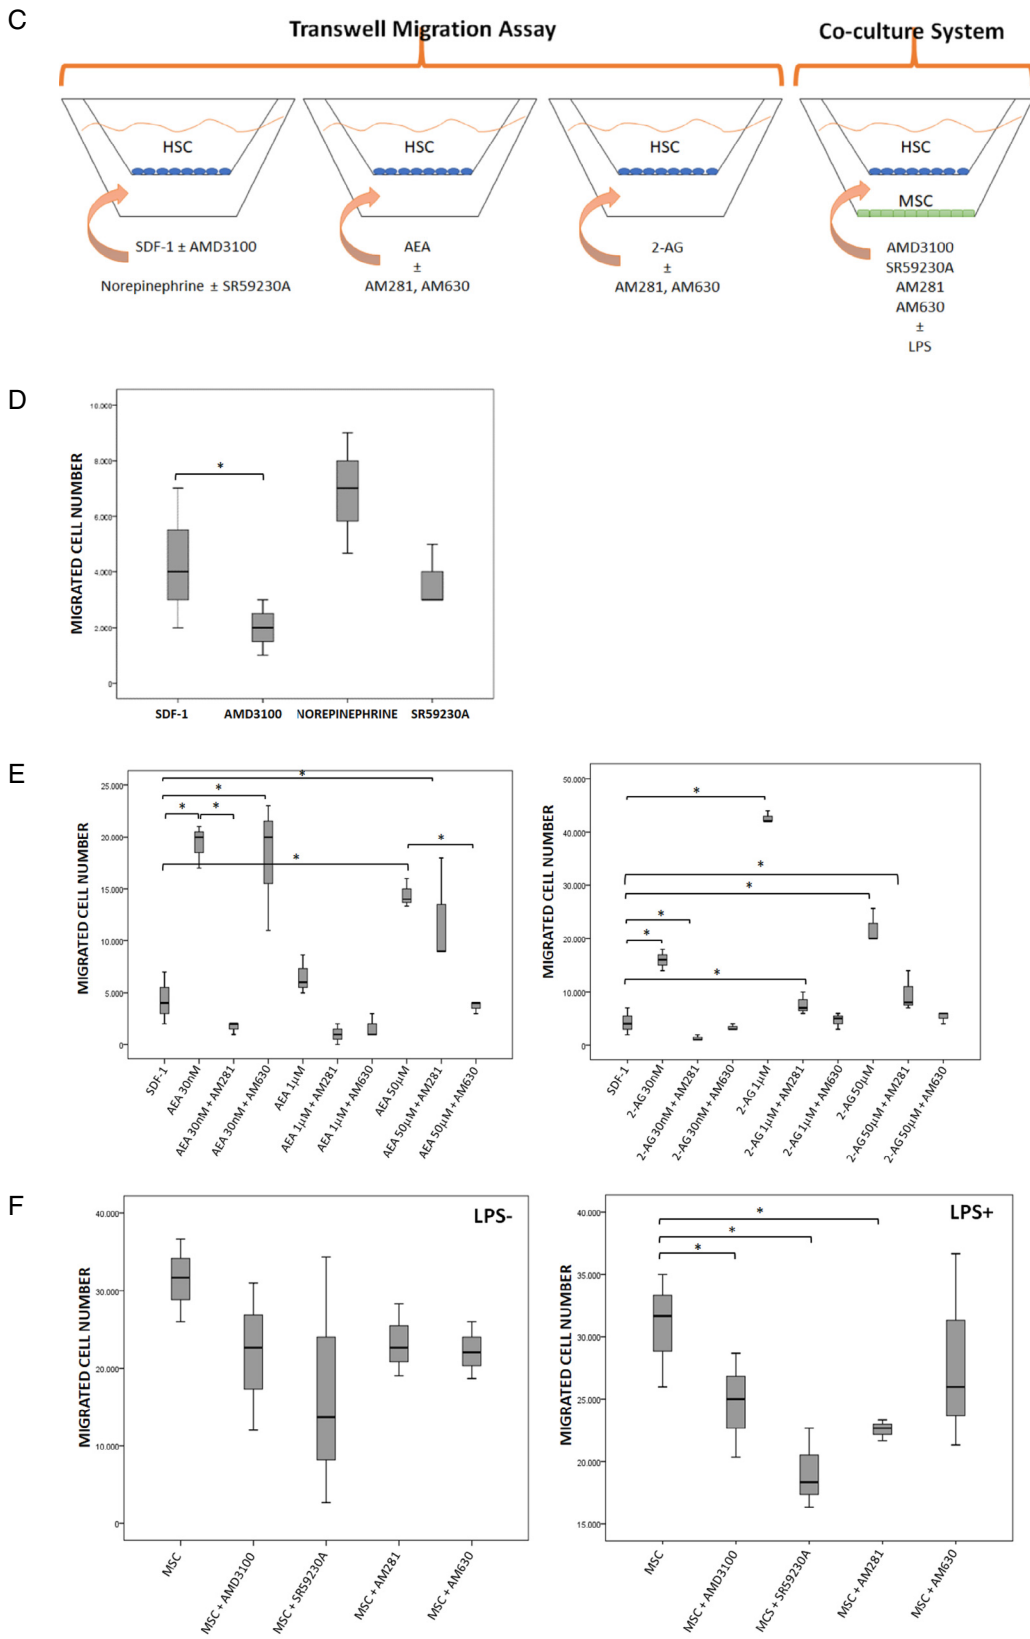 C
Transwell Migration Assay
Co-culture System
HSC
HSC
HSC
HSC
MSC
SDF-1 ± AMD3100
Norepinephrine ± SR59230A
AEA
±
AM281, AM630
2-AG
±
AM281, AM630
AMD3100
SR59230A
AM281
AM630
±
LPS
D
MIGRATED CELL NUMBER
10.000
8.000
6.000
4.000
2.000
0
*
SDF-1
AMD3100
NOREPINEPHRINE
SR59230A
E
MIGRATED CELL NUMBER
25.000
20.000
15.000
10.000
5.000
0
*
*
*
*
*
*
SDF-1
AEA 30nM
AEA 30nM + AM281
AEA 30nM + AM630
AEA 1µM
AEA 1µM + AM281
AEA 1µM + AM630
AEA 50µM
AEA 50µM + AM281
AEA 50µM + AM630
MIGRATED CELL NUMBER
50.000
40.000
30.000
20.000
10.000
0
*
*
*
*
*
*
SDF-1
2-AG 30nM
2-AG 30nM + AM281
2-AG 30nM + AM630
2-AG 1µM
2-AG 1µM + AM281
2-AG 1µM + AM630
2-AG 50µM
2-AG 50µM + AM281
2-AG 50µM + AM630
F
LPS-
MIGRATED CELL NUMBER
40.000
30.000
20.000
10.000
0
MSC
MSC + AMD3100
MSC + SR59230A
MSC + AM281
MSC + AM630
LPS+
MIGRATED CELL NUMBER
40.000
35.000
30.000
25.000
20.000
15.000
*
*
*
MSC
MSC + AMD3100
MCS + SR59230A
MSC + AM281
MSC + AM630